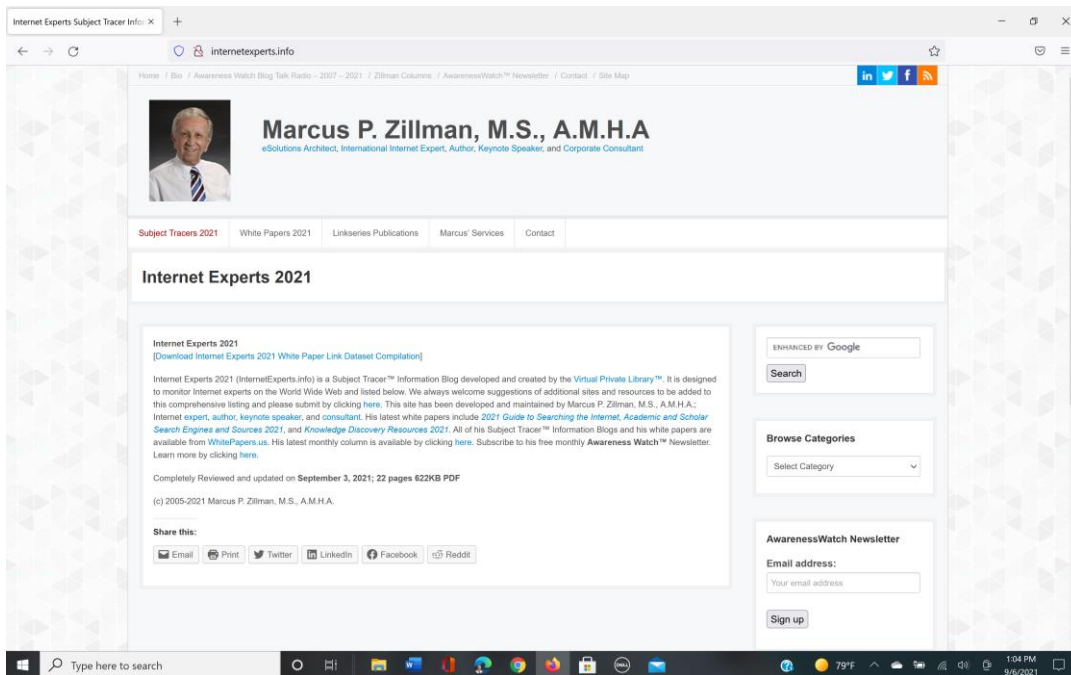 Internet Experts Subject Tracer Infor
internetexperts.info
Home / Bio / Awareness Watch Blog Talk Radio – 2007 – 2021 / Zillman Columns / AwarenessWatch™ Newsletter / Contact / Site Map
in f
Marcus P. Zillman, M.S., A.M.H.A
eSolutions Architect, International Internet Expert, Author, Keynote Speaker, and Corporate Consultant
Subject Tracers 2021 White Papers 2021 Linkseries Publications Marcus' Services Contact
Internet Experts 2021
Internet Experts 2021
[Download Internet Experts 2021 White Paper Link Dataset Compilation]
Internet Experts 2021 (InternetExperts.info) is a Subject Tracer™ Information Blog developed and created by the Virtual Private Library™. It is designed
to monitor Internet experts on the World Wide Web and listed below. We always welcome suggestions of additional sites and resources to be added to
this comprehensive listing and please submit by clicking here. This site has been developed and maintained by Marcus P. Zillman, M.S., A.M.H.A.;
Internet expert, author, keynote speaker, and consultant. His latest white papers include 2021 Guide to Searching the Internet, Academic and Scholar
Search Engines and Sources 2021, and Knowledge Discovery Resources 2021. All of his Subject Tracer™ Information Blogs and his white papers are
available from WhitePapers.us. His latest monthly column is available by clicking here. Subscribe to his free monthly Awareness Watch™ Newsletter.
Learn more by clicking here.
Completely Reviewed and updated on September 3, 2021; 22 pages 622KB PDF
(c) 2005-2021 Marcus P. Zillman, M.S., A.M.H.A.
Share this:
Email Print Twitter LinkedIn Facebook Reddit
ENHANCED BY Google
Search
Browse Categories
Select Category
AwarenessWatch Newsletter
Email address:
Your email address
Sign up
Type here to search
DELL
79°F
1:04 PM
9/6/2021